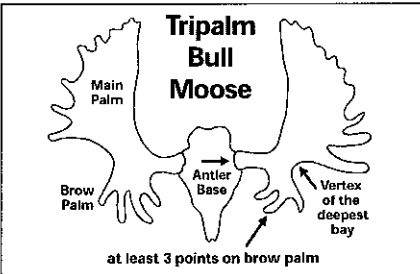 Tripalm
Bull
Moose
Main
Palm
Antler
Base
Brow
Palm
Vertex
of the
deepest
bay
at least 3 points on brow palm